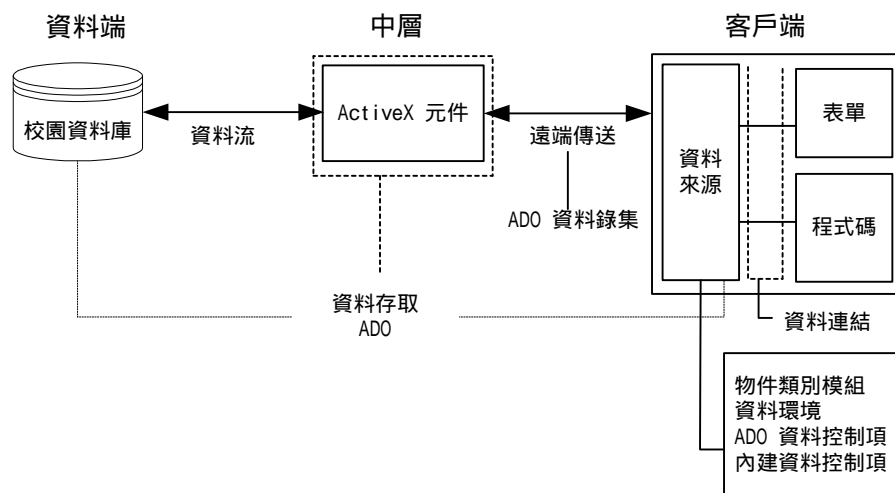 資料端
中層
客戶端
校園資料庫
ActiveX 元件
表單
資料流
遠端傳送
資料
來源
ADO 資料錄集
程式碼
資料存取
ADO
資料連結
物件類別模組
資料環境
ADO 資料控制項
內建資料控制項